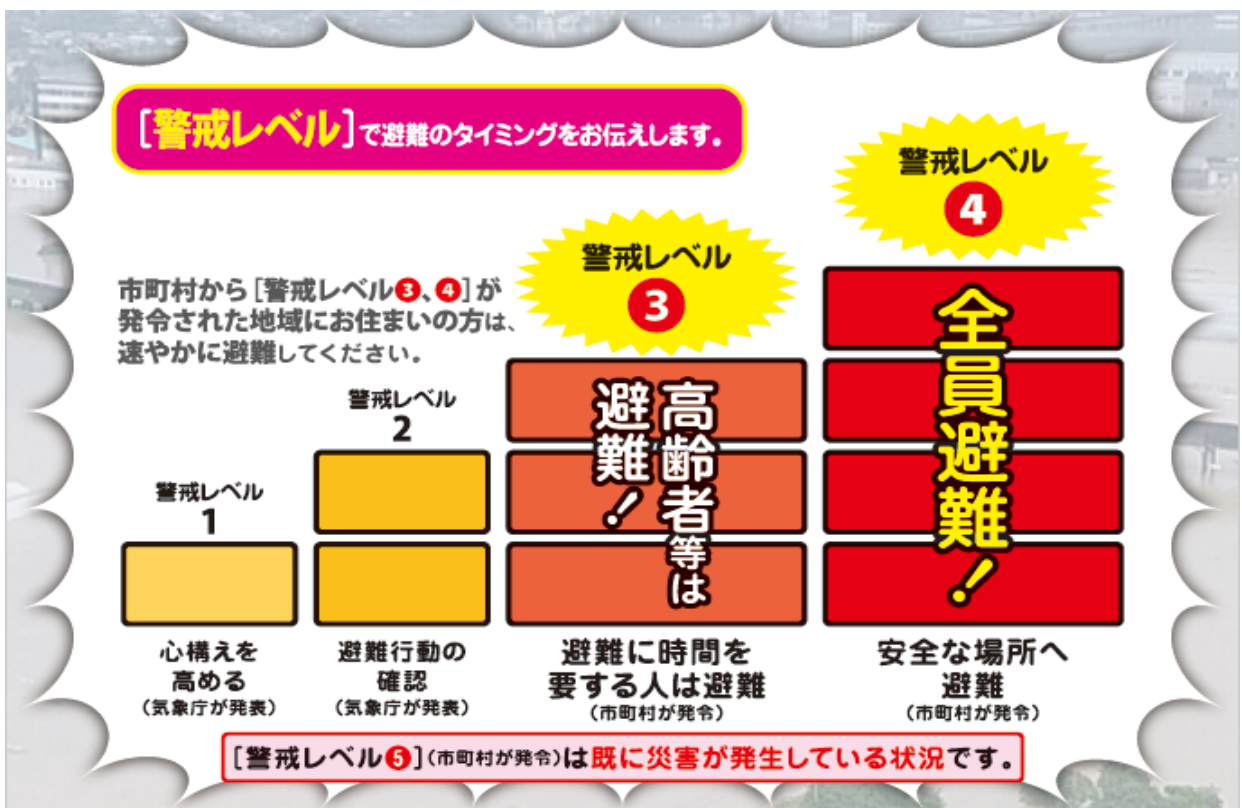 [警戒レベル]で避難のタイミングをお伝えします。
市町村から[警戒レベル❸、❹]が
発令された地域にお住まいの方は、
速やかに避難してください。
警戒レベル
1
心構えを
高める
(気象庁が発表)
警戒レベル
2
避難行動の
確認
(気象庁が発表)
警戒レベル
3
高齢者等は
避難!
避難に時間を
要する人は避難
(市町村が発令)
警戒レベル
4
全員避難!
安全な場所へ
避難
(市町村が発令)
[警戒レベル❺](市町村が発令)は既に災害が発生している状況です。